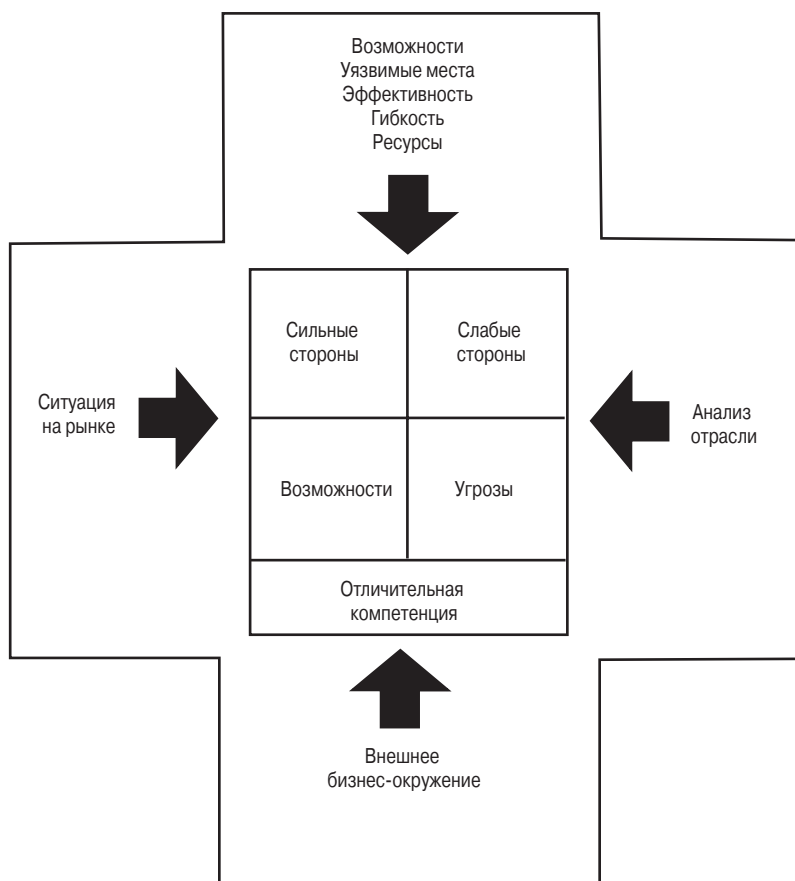 Возможности
Уязвимые места
Эффективность
Гибкость
Ресурсы
Сильные
стороны
Слабые
стороны
Ситуация
на рынке
Анализ
отрасли
Возможности
Угрозы
Отличительная
компетенция
Внешнее
бизнес-окружение